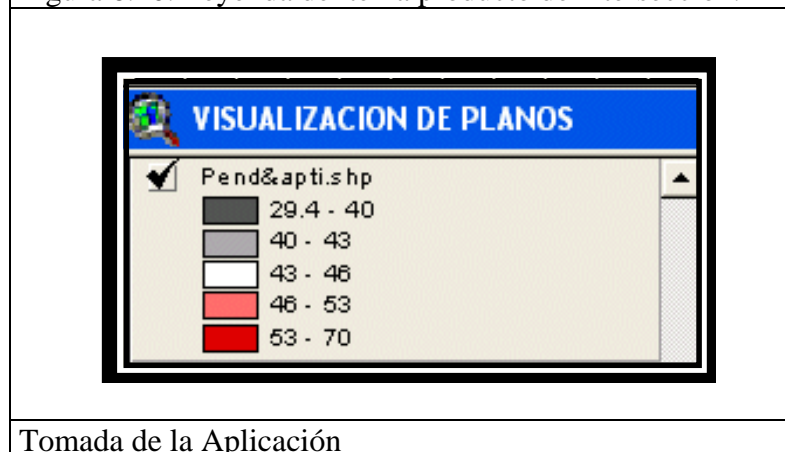 VISUALIZACION DE PLANOS
Pend&apti.shp
29.4 - 40
40 - 43
43 - 46
46 - 53
53 - 70
Tomada de la Aplicación